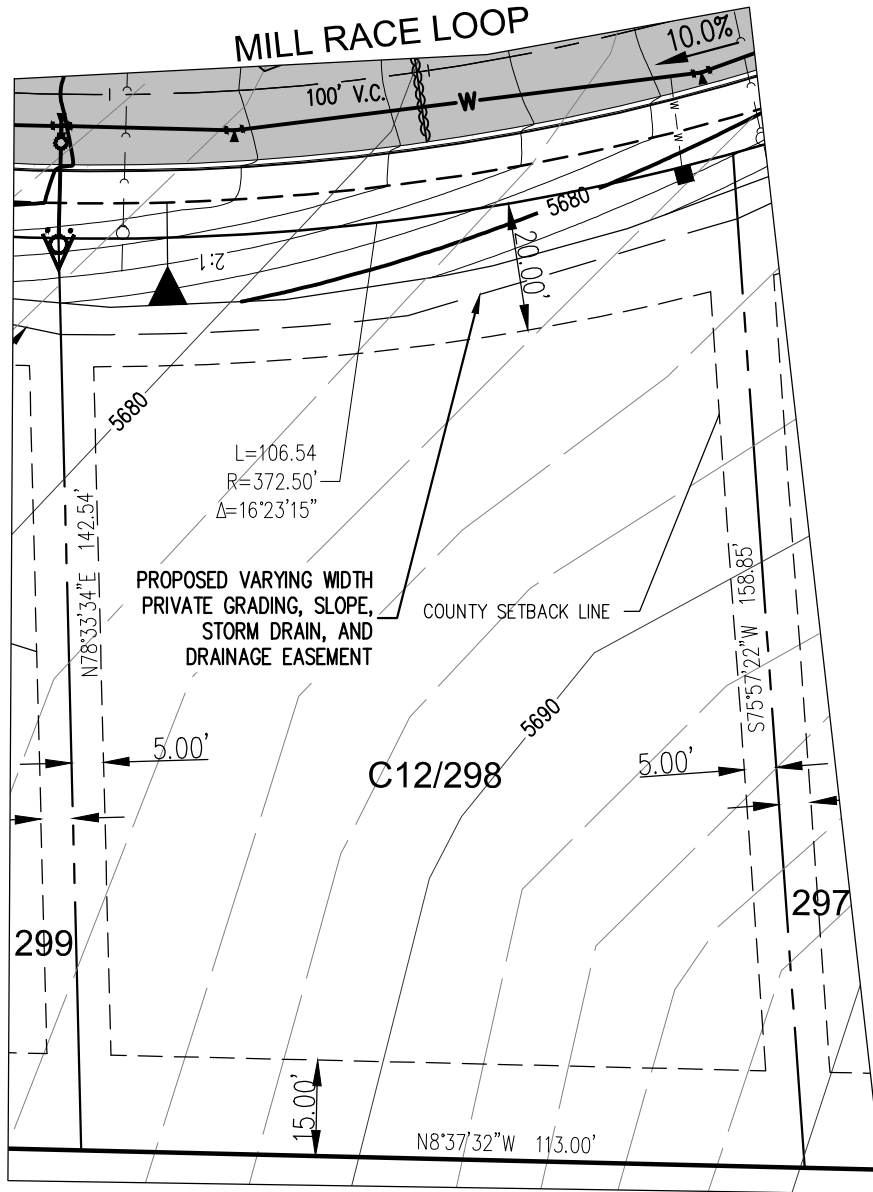 MILL RACE LOOP
10.0%
100' V.C.
W
W
W
5680
20.00'
2:1
5680
L=106.54
R=372.50'
Δ=16°23'15"
N78°33'34"E 142.54'
PROPOSED VARYING WIDTH
PRIVATE GRADING, SLOPE,
STORM DRAIN, AND
DRAINAGE EASEMENT
COUNTY SETBACK LINE
S75°57'22"W 158.85'
5690
5.00'
C12/298
5.00'
297
299
15.00'
N8°37'32"W 113.00'